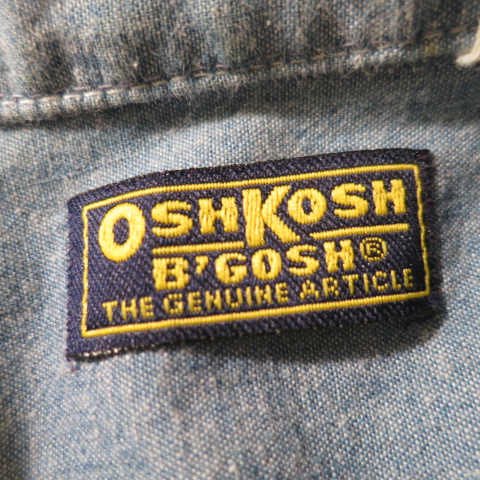 OSHKOSH
B'GOSH®
THE GENUINE ARTICLE